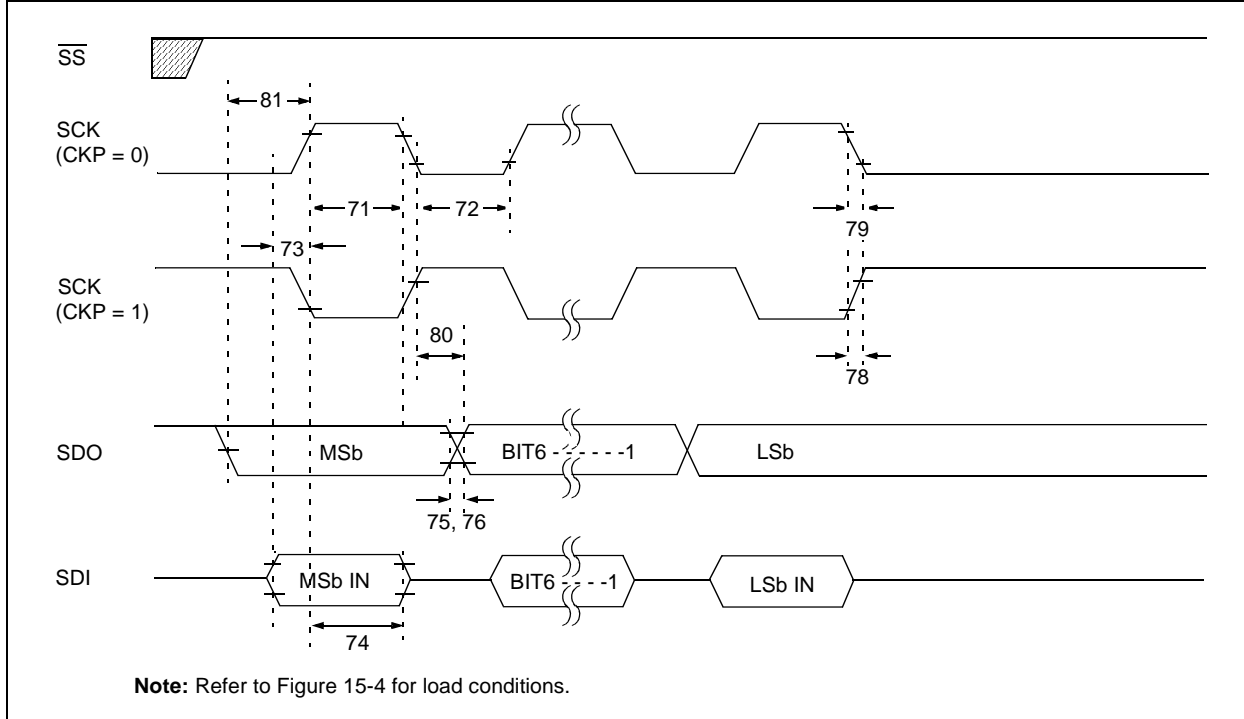 SS
81
SCK
(CKP = 0)
71
72
73
79
SCK
(CKP = 1)
80
78
SDO
MSb
BIT6 - - - - - -1
LSb
75, 76
SDI
MSb IN
BIT6 - - - -1
LSb IN
74
Note: Refer to Figure 15-4 for load conditions.